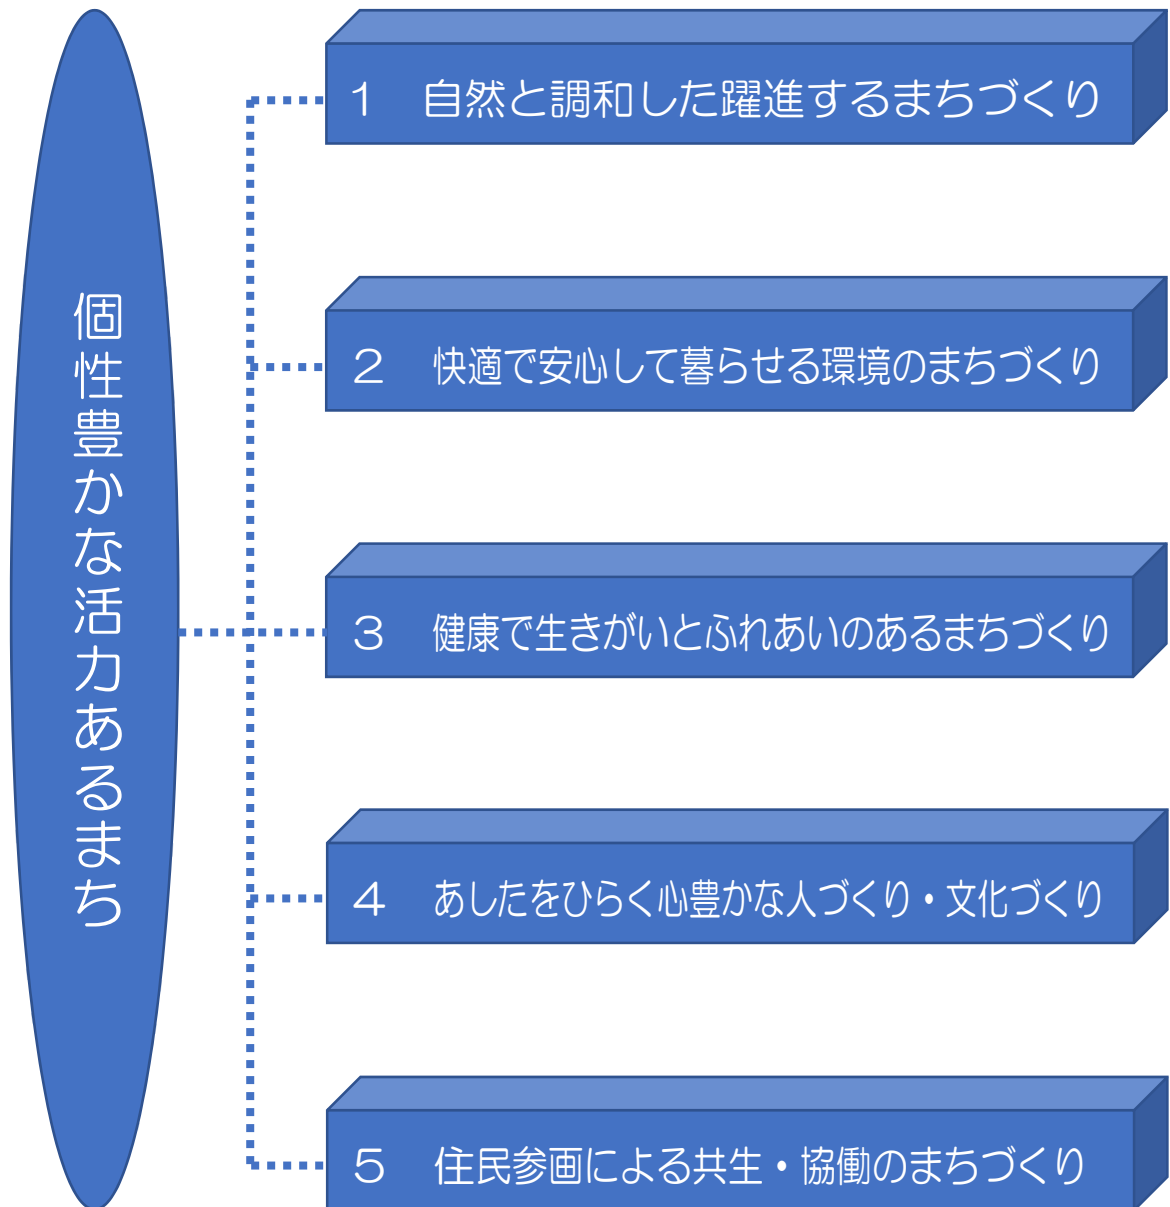 個性豊かな活力あるまち
１　自然と調和した躍進するまちづくり
２　快適で安心して暮らせる環境のまちづくり
３　健康で生きがいとふれあいのあるまちづくり
４　あしたをひらく心豊かな人づくり・文化づくり
５　住民参画による共生・協働のまちづくり